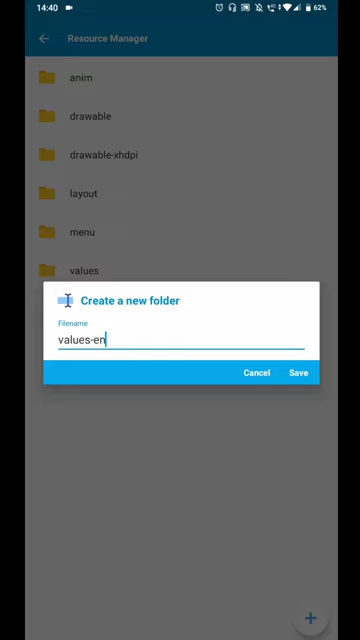 14:40
62%
Resource Manager
anim
drawable
drawable-xhdpi
layout
menu
values
Create a new folder
Filename
values-en
Cancel Save